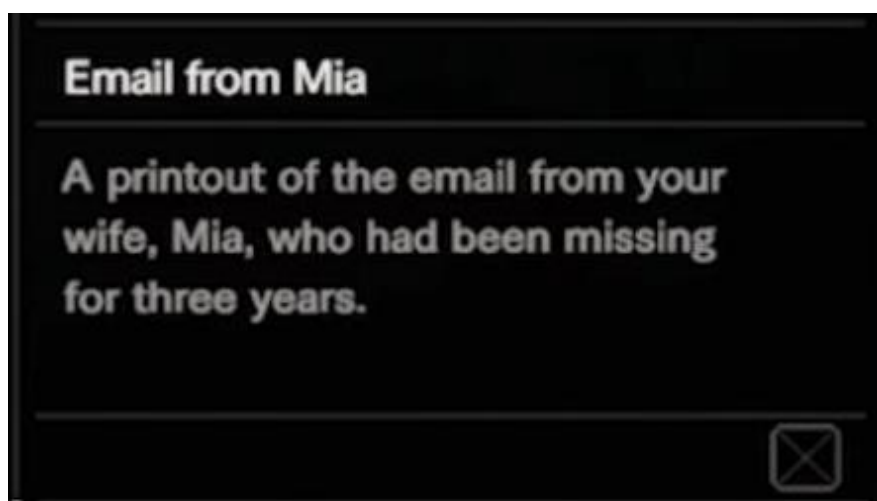 Email from Mia
A printout of the email from your
wife, Mia, who had been missing
for three years.